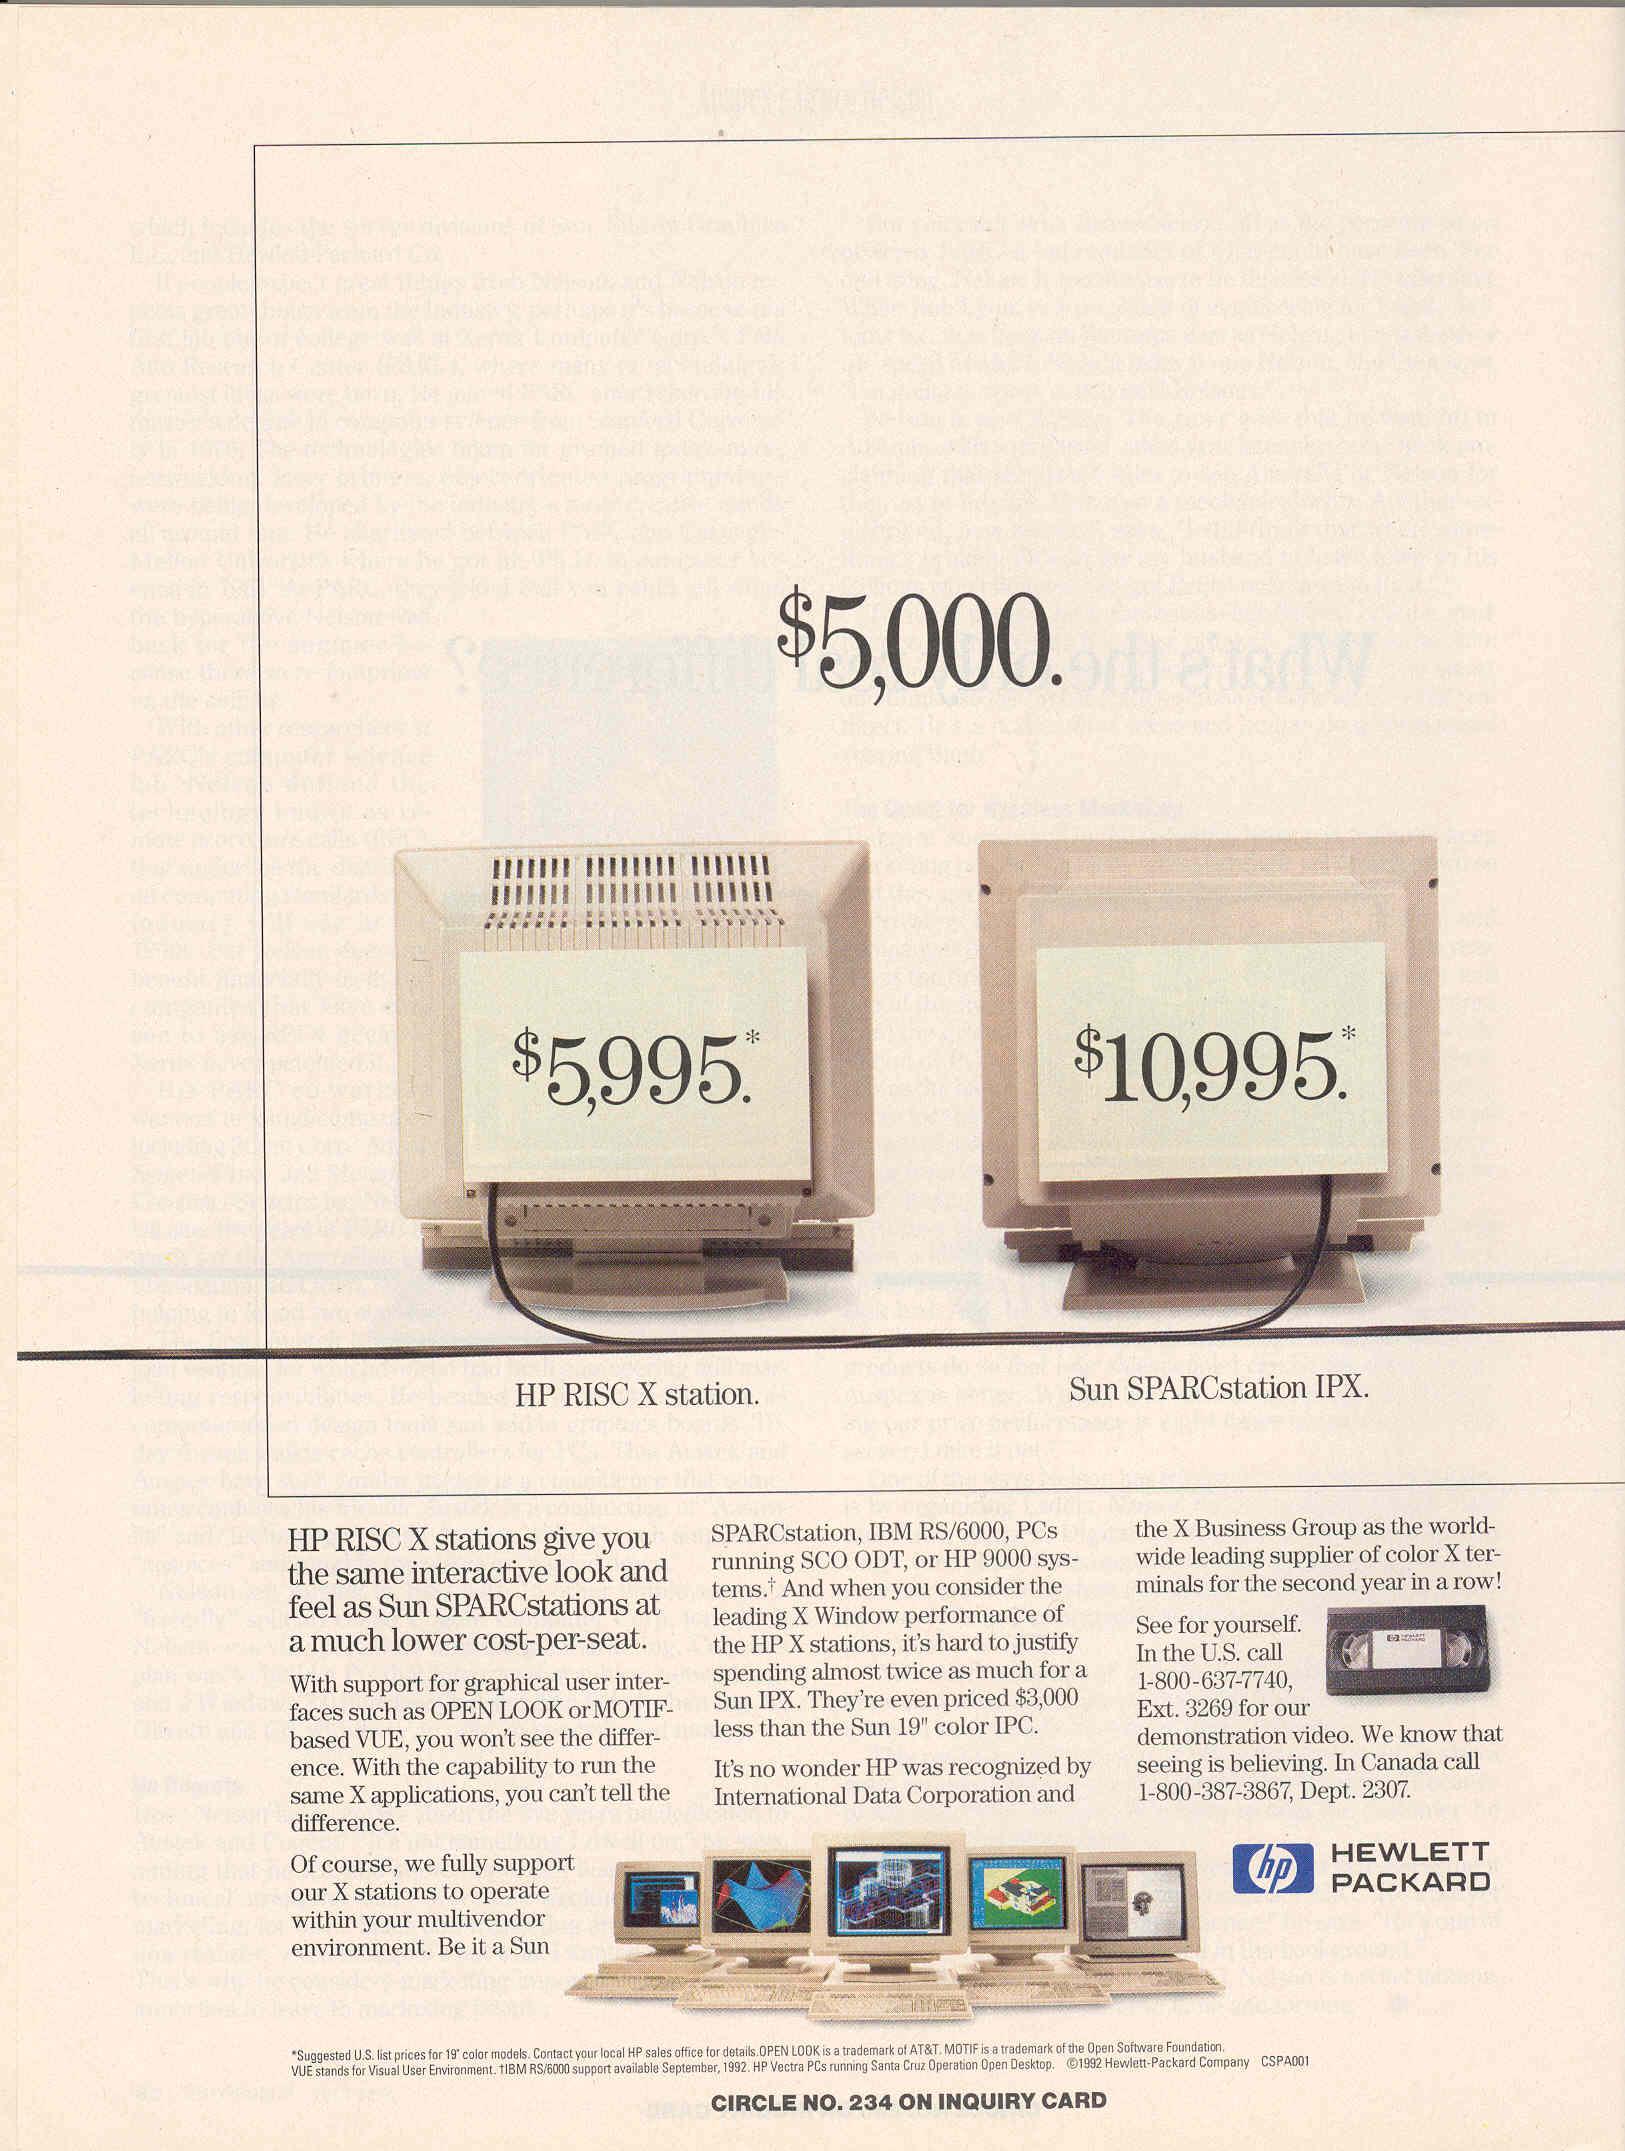 $5,000.
$5,995.*
$10,995.*
HP RISC X station.
Sun SPARCstation IPX.
HP RISC X stations give you
the same interactive look and
feel as Sun SPARCstations at
a much lower cost-per-seat.
With support for graphical user inter-
faces such as OPEN LOOK or MOTIF-
based VUE, you won't see the differ-
ence. With the capability to run the
same X applications, you can't tell the
difference.
Of course, we fully support
our X stations to operate
within your multivendor
environment. Be it a Sun
SPARCstation, IBM RS/6000, PCs
running SCO ODT, or HP 9000 sys-
tems.† And when you consider the
leading X Window performance of
the HP X stations, it's hard to justify
spending almost twice as much for a
Sun IPX. They're even priced $3,000
less than the Sun 19" color IPC.
It's no wonder HP was recognized by
International Data Corporation and
the X Business Group as the world-
wide leading supplier of color X ter-
minals for the second year in a row!
See for yourself.
In the U.S. call
1-800-637-7740,
Ext. 3269 for our
demonstration video. We know that
seeing is believing. In Canada call
1-800-387-3867, Dept. 2307.
hp HEWLETT
PACKARD
*Suggested U.S. list prices for 19" color models. Contact your local HP sales office for details. OPEN LOOK is a trademark of AT&T. MOTIF is a trademark of the Open Software Foundation.
VUE stands for Visual User Environment. †IBM RS/6000 support available September, 1992. HP Vectra PCs running Santa Cruz Operation Open Desktop. ©1992 Hewlett-Packard Company CSPA001
CIRCLE NO. 234 ON INQUIRY CARD